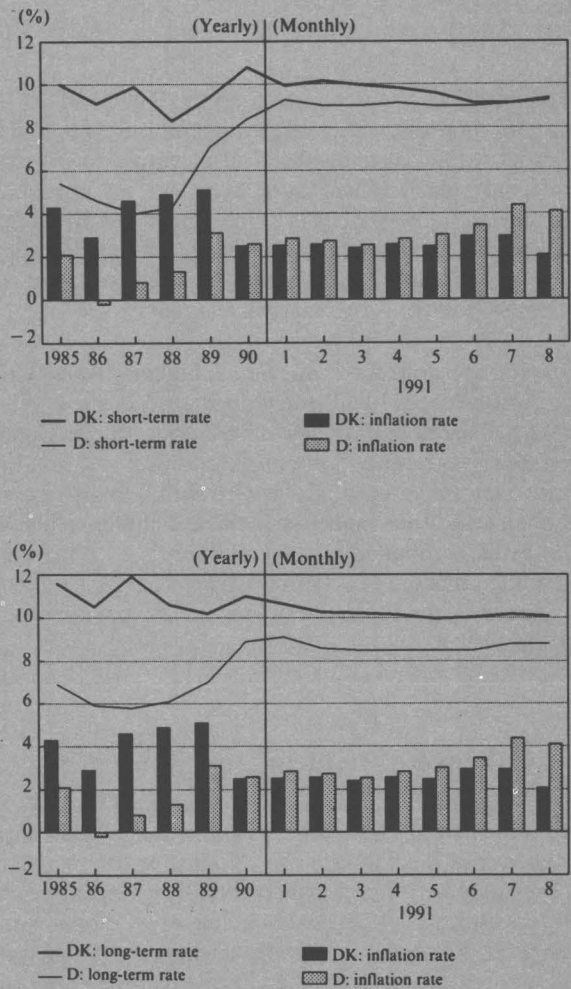 (%)
(Yearly) (Monthly)
12
10
8
6
4
2
0
−2
1985 86 87 88 89 90 1 2 3 4 5 6 7 8
1991
DK: short-term rate DK: inflation rate
D: short-term rate D: inflation rate
(%)
(Yearly) (Monthly)
12
10
8
6
4
2
0
−2
1985 86 87 88 89 90 1 2 3 4 5 6 7 8
1991
DK: long-term rate DK: inflation rate
D: long-term rate D: inflation rate